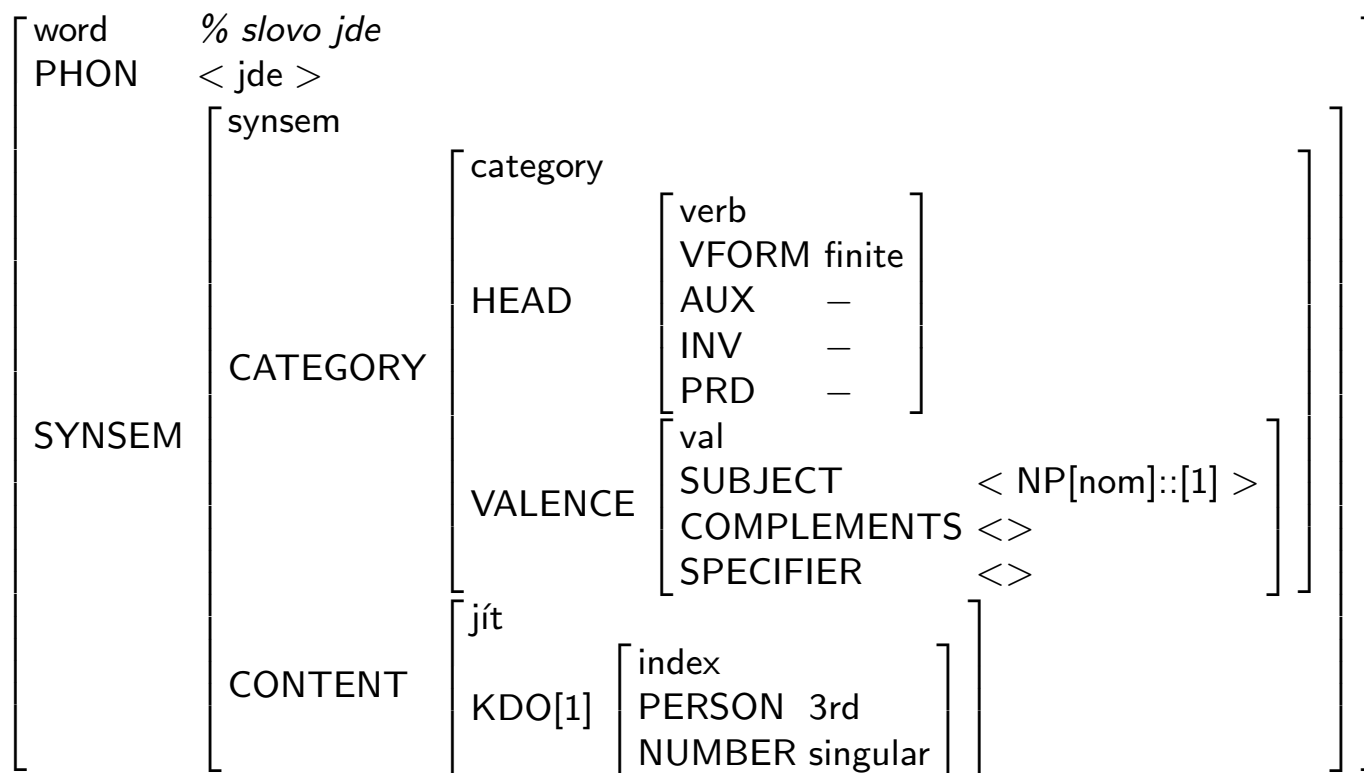 word % slovo jde
PHON < jde >
synsem
category
verb
VFORM finite
HEAD AUX −
INV −
CATEGORY PRD −
SYNSEM val
SUBJECT < NP[nom]::[1] >
VALENCE COMPLEMENTS <>
SPECIFIER <>
jít
index
CONTENT KDO[1] PERSON 3rd
NUMBER singular